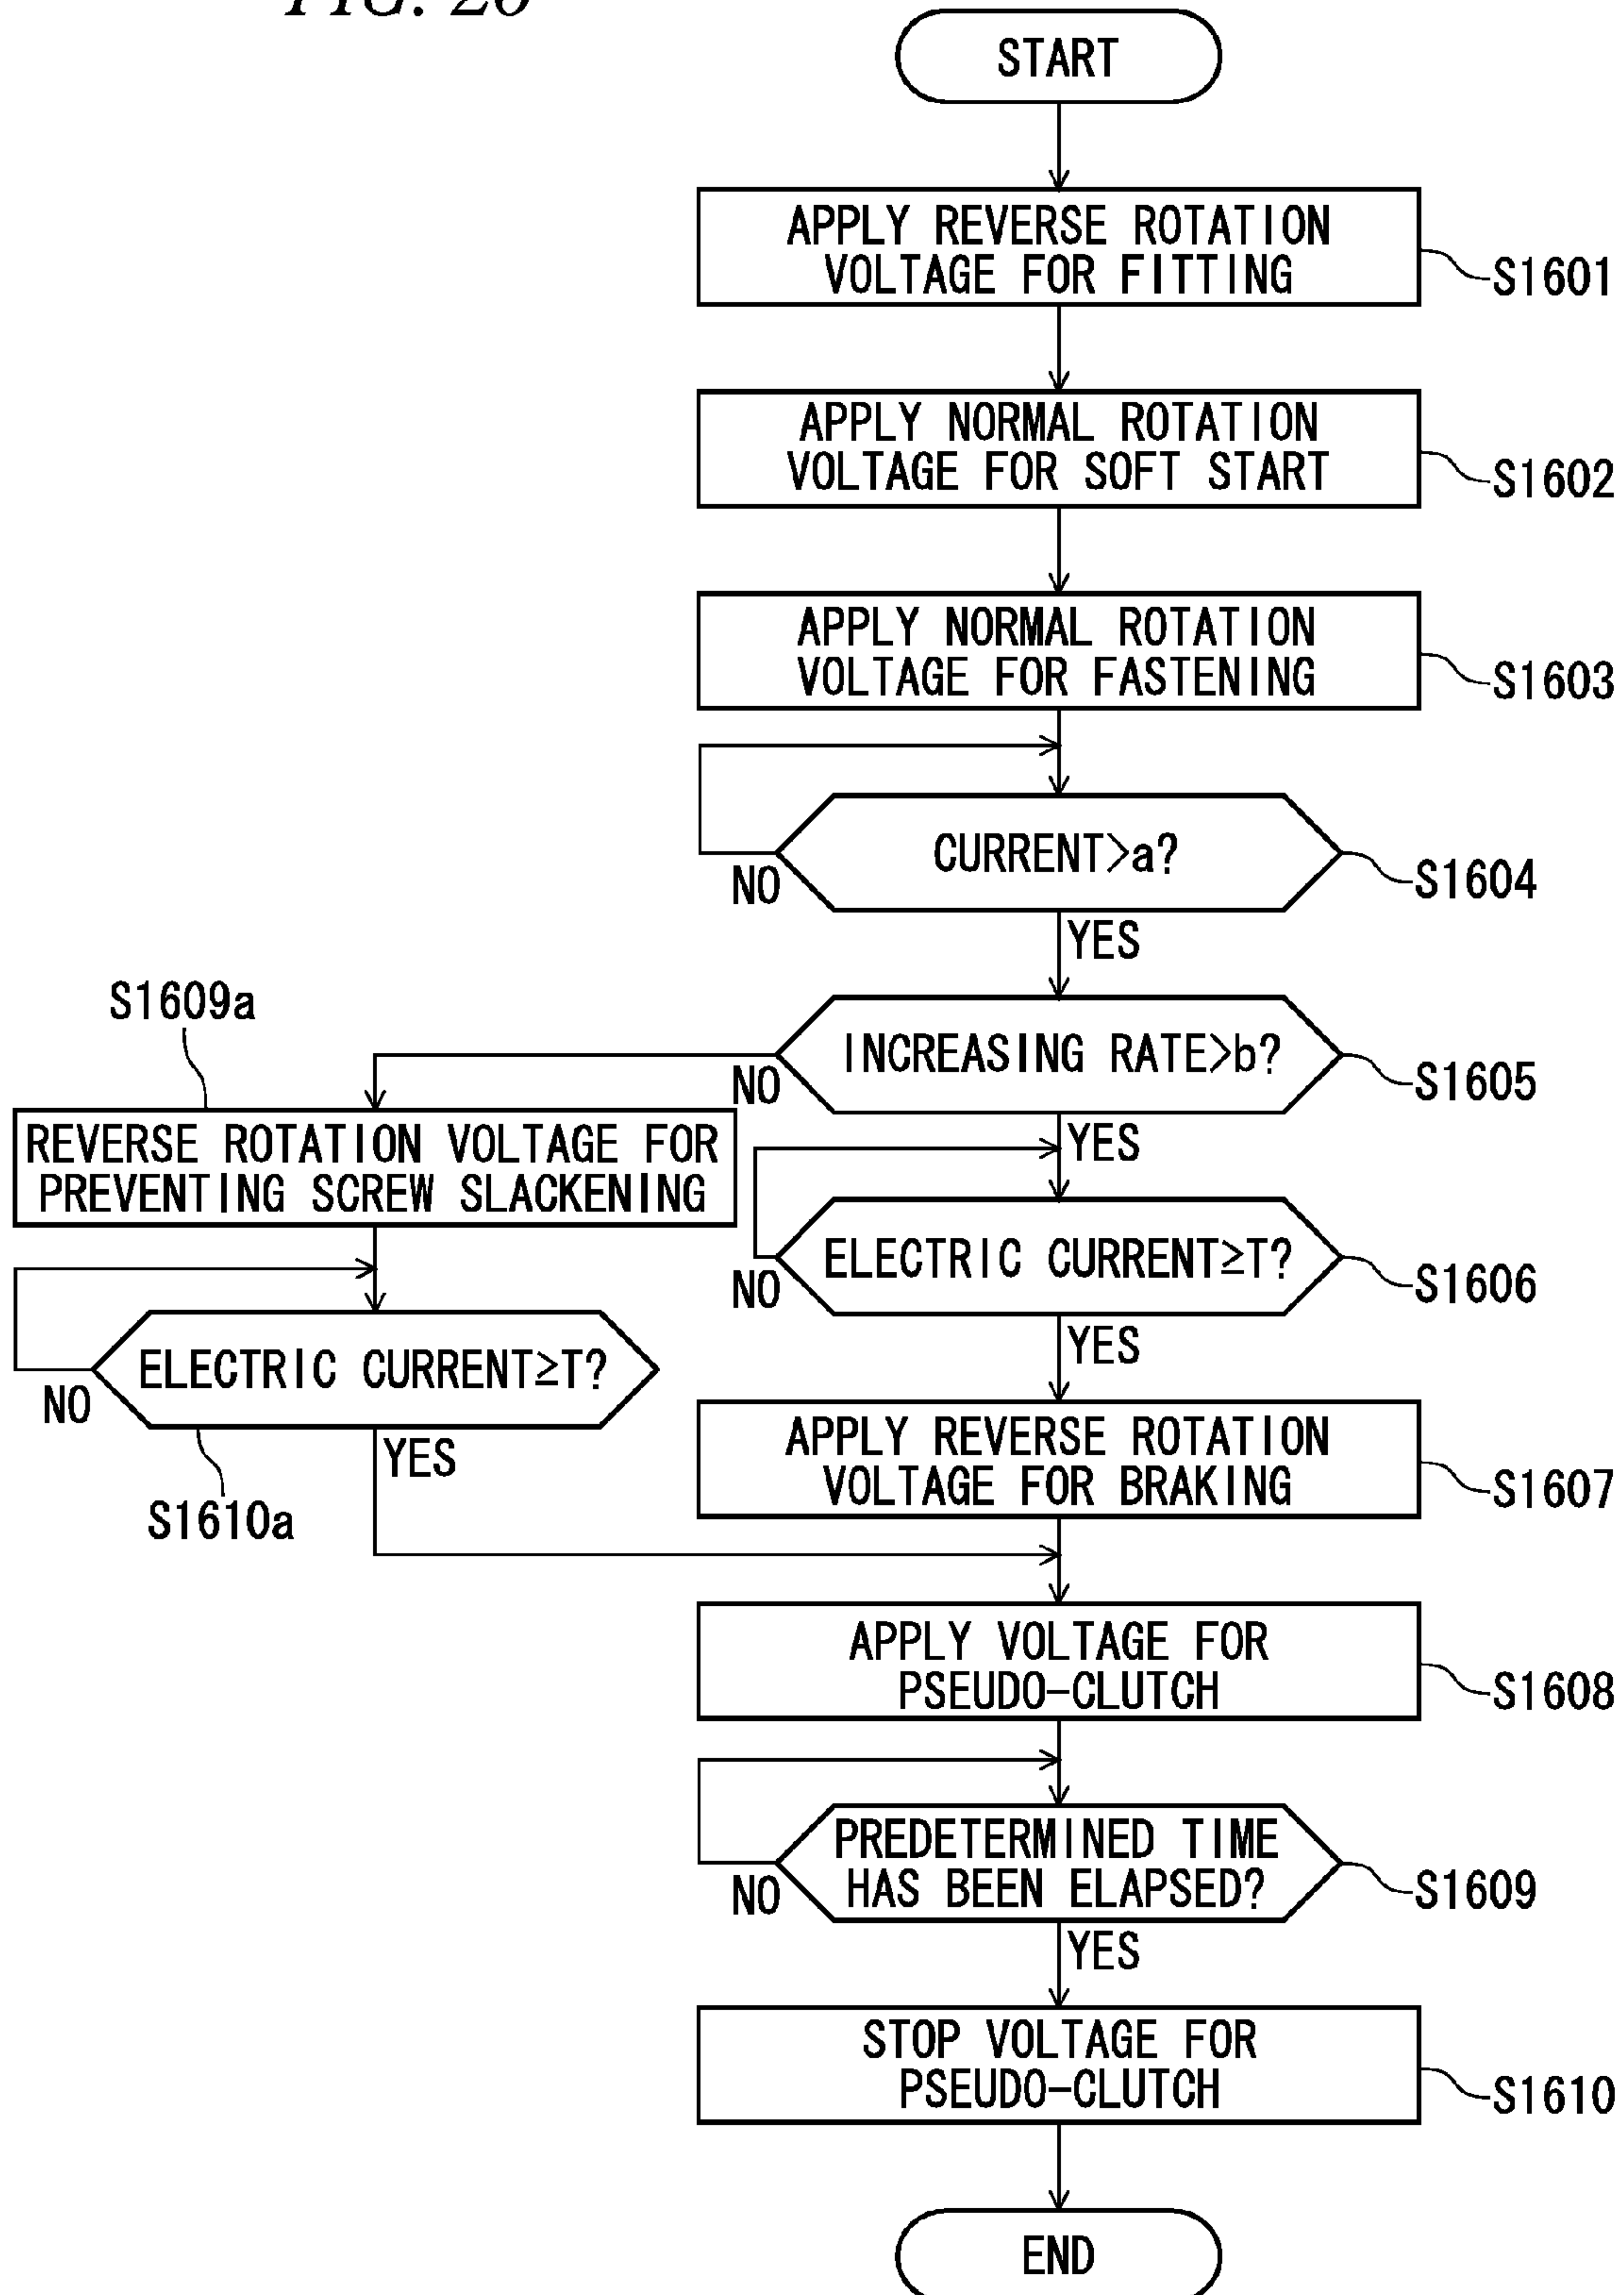 START
APPLY REVERSE ROTATION
VOLTAGE FOR FITTING
S1601
APPLY NORMAL ROTATION
VOLTAGE FOR SOFT START
S1602
APPLY NORMAL ROTATION
VOLTAGE FOR FASTENING
S1603
CURRENT>a?
S1604
NO
YES
INCREASING RATE>b?
S1605
NO
YES
S1609a
REVERSE ROTATION VOLTAGE FOR
PREVENTING SCREW SLACKENING
ELECTRIC CURRENT≥T?
S1606
NO
YES
ELECTRIC CURRENT≥T?
NO
YES
S1610a
APPLY REVERSE ROTATION
VOLTAGE FOR BRAKING
S1607
APPLY VOLTAGE FOR
PSEUDO-CLUTCH
S1608
PREDETERMINED TIME
HAS BEEN ELAPSED?
S1609
NO
YES
STOP VOLTAGE FOR
PSEUDO-CLUTCH
S1610
END